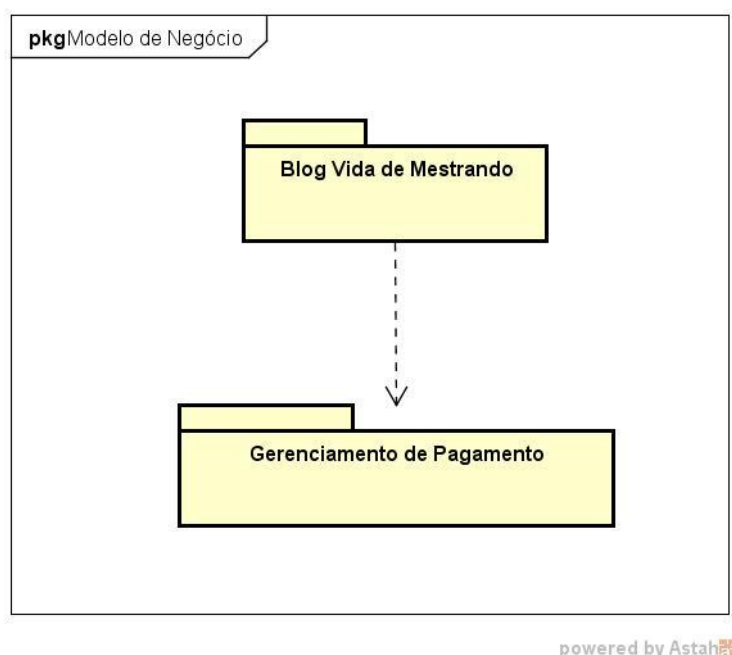 pkgModelo de Negócio
Blog Vida de Mestrando
Gerenciamento de Pagamento
powered by Astah